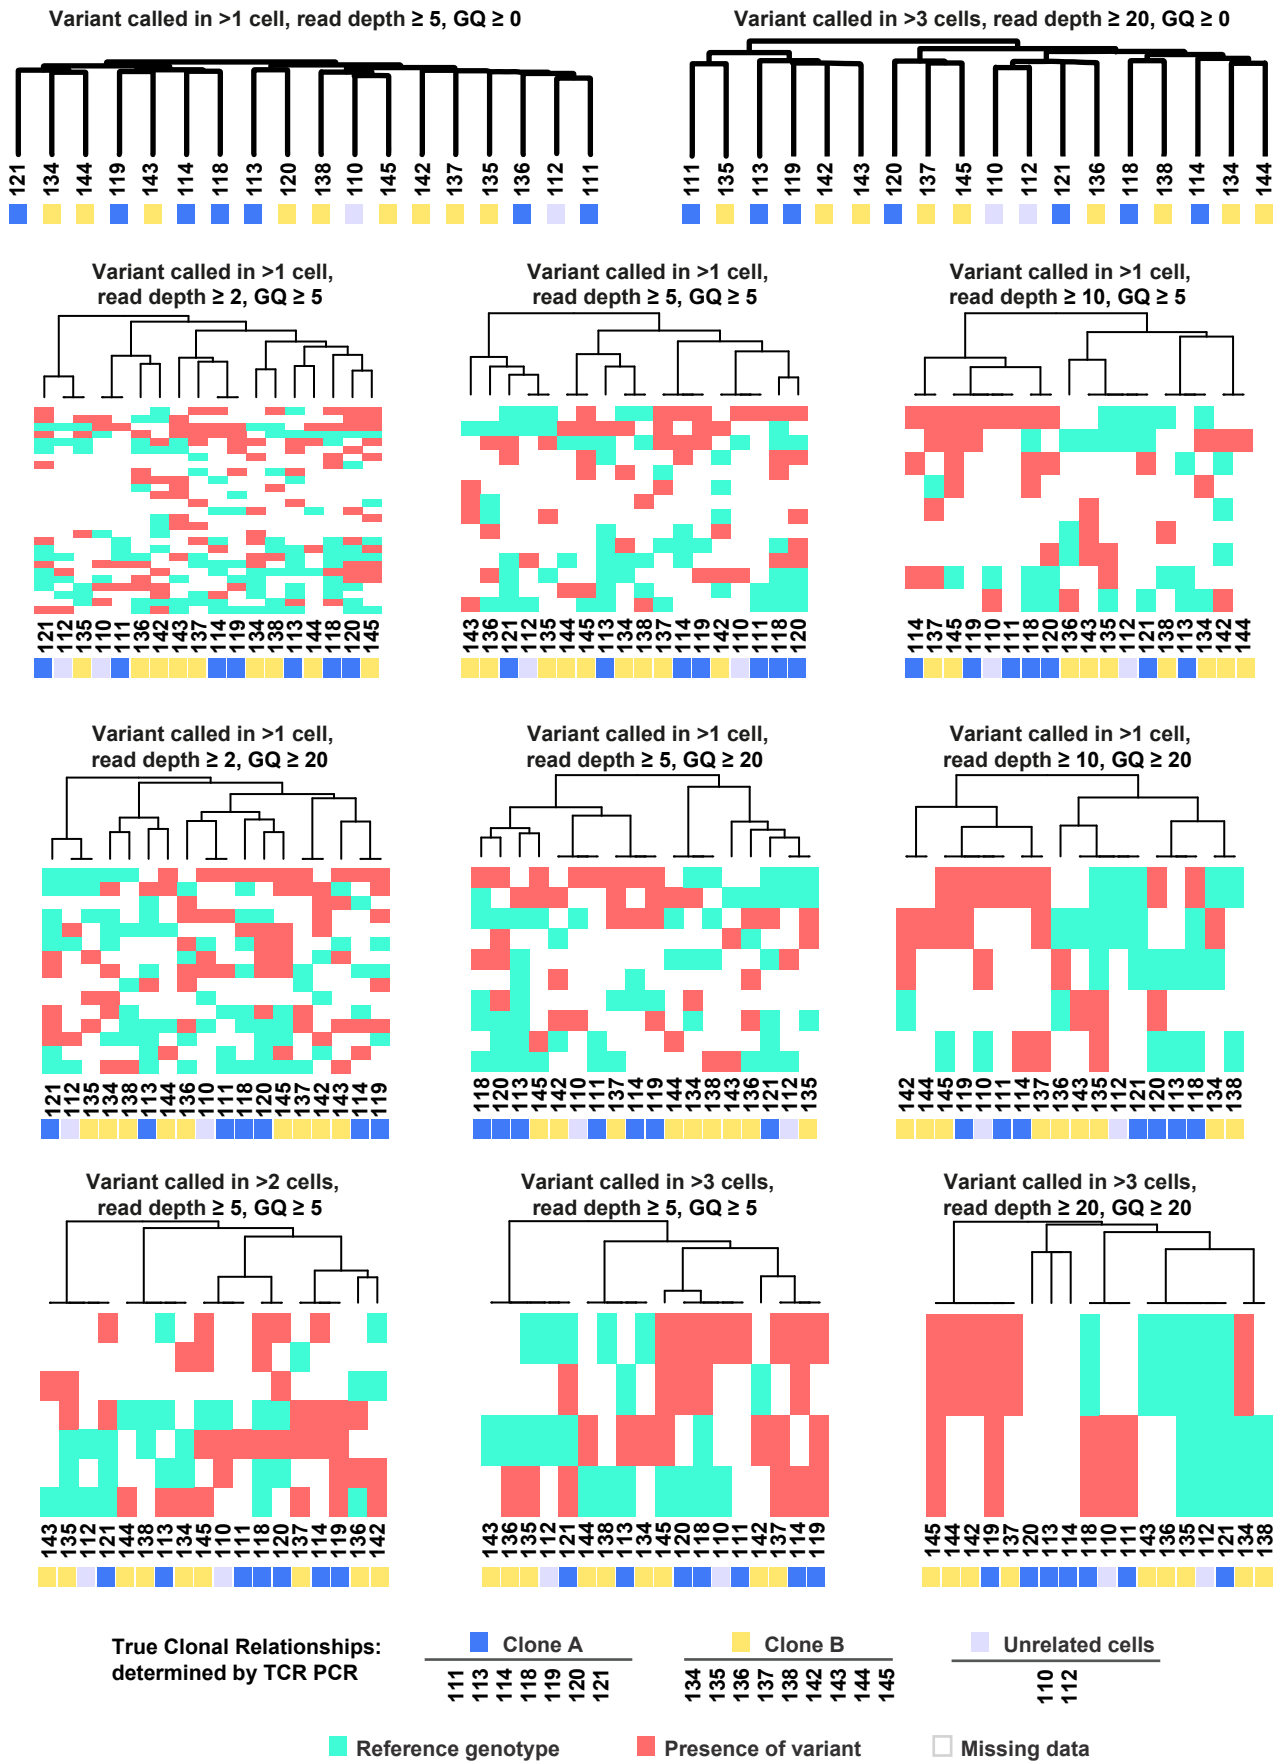 Variant called in >1 cell, read depth ≥ 5, GQ ≥ 0
Variant called in >3 cells, read depth ≥ 20, GQ ≥ 0
121 134 144 119 143 114 118 113 120 138 110 145 142 137 135 136 112 111
111 135 113 119 142 143 120 137 145 110 112 121 136 118 138 114 134 144
Variant called in >1 cell,
read depth ≥ 2, GQ ≥ 5
Variant called in >1 cell,
read depth ≥ 5, GQ ≥ 5
Variant called in >1 cell,
read depth ≥ 10, GQ ≥ 5
121 112 135 110 111 136 142 143 137 114 119 134 138 113 144 118 120 145
143 136 121 112 135 144 145 113 134 138 137 114 119 142 110 111 118 120
114 137 145 119 110 111 118 120 136 143 135 112 121 138 113 134 142 144
Variant called in >1 cell,
read depth ≥ 2, GQ ≥ 20
Variant called in >1 cell,
read depth ≥ 5, GQ ≥ 20
Variant called in >1 cell,
read depth ≥ 10, GQ ≥ 20
121 112 135 134 138 113 144 136 110 111 118 120 145 137 142 143 114 119
118 120 113 145 142 110 111 137 114 119 144 134 138 143 136 121 112 135
142 144 145 119 110 111 114 137 136 143 135 112 121 120 113 118 134 138
Variant called in >2 cells,
read depth ≥ 5, GQ ≥ 5
Variant called in >3 cells,
read depth ≥ 5, GQ ≥ 5
Variant called in >3 cells,
read depth ≥ 20, GQ ≥ 20
143 135 112 121 144 138 113 134 145 110 111 118 120 137 114 119 136 142
143 136 135 112 121 144 138 113 134 145 120 118 110 111 142 137 114 119
145 144 142 119 137 120 113 114 118 110 111 143 136 135 112 121 134 138
True Clonal Relationships:
determined by TCR PCR
Clone A
111 113 114 118 119 120 121
Clone B
134 135 136 137 138 142 143 144 145
Unrelated cells
110 112
Reference genotype
Presence of variant
Missing data